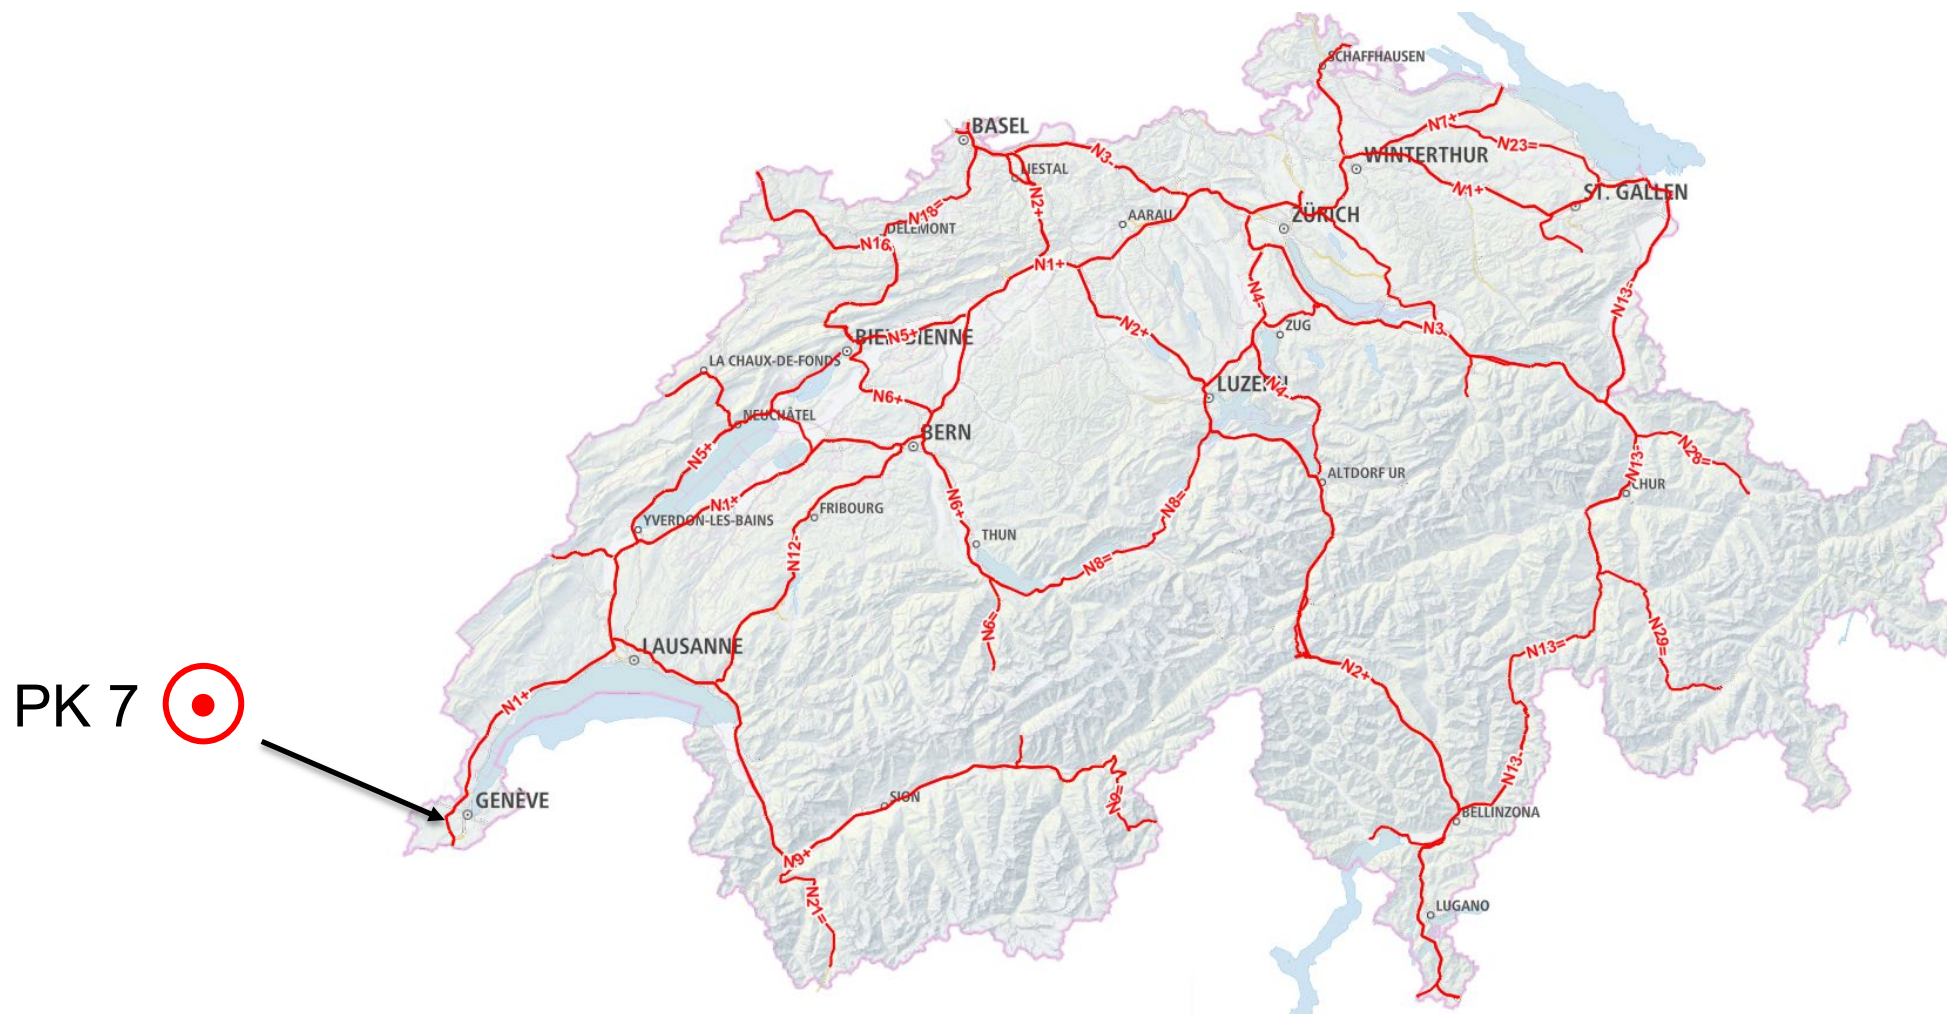 SCHAFFHAUSEN
BASEL
N7+
N23=
N3-
WINTERTHUR
LIESTAL
N1+
ST. GALLEN
N2+
N18=
AARAU
ZÜRICH
DELÉMONT
N16
N1+
N4-
N13-
N2+
ZUG
N3
N5+
BIEL/BIENNE
LA CHAUX-DE-FONDS
LUZERN
N4-
N6+
NEUCHÂTEL
BERN
N5+
N28=
N13=
ALTDORF UR
CHUR
N1+
FRIBOURG
N6+
N8=
YVERDON-LES-BAINS
THUN
N12-
N8=
N6=
N29=
LAUSANNE
N13=
N2+
PK 7
N1+
N13-
GENÈVE
SION
N9=
BELLINZONA
N9+
N21=
LUGANO